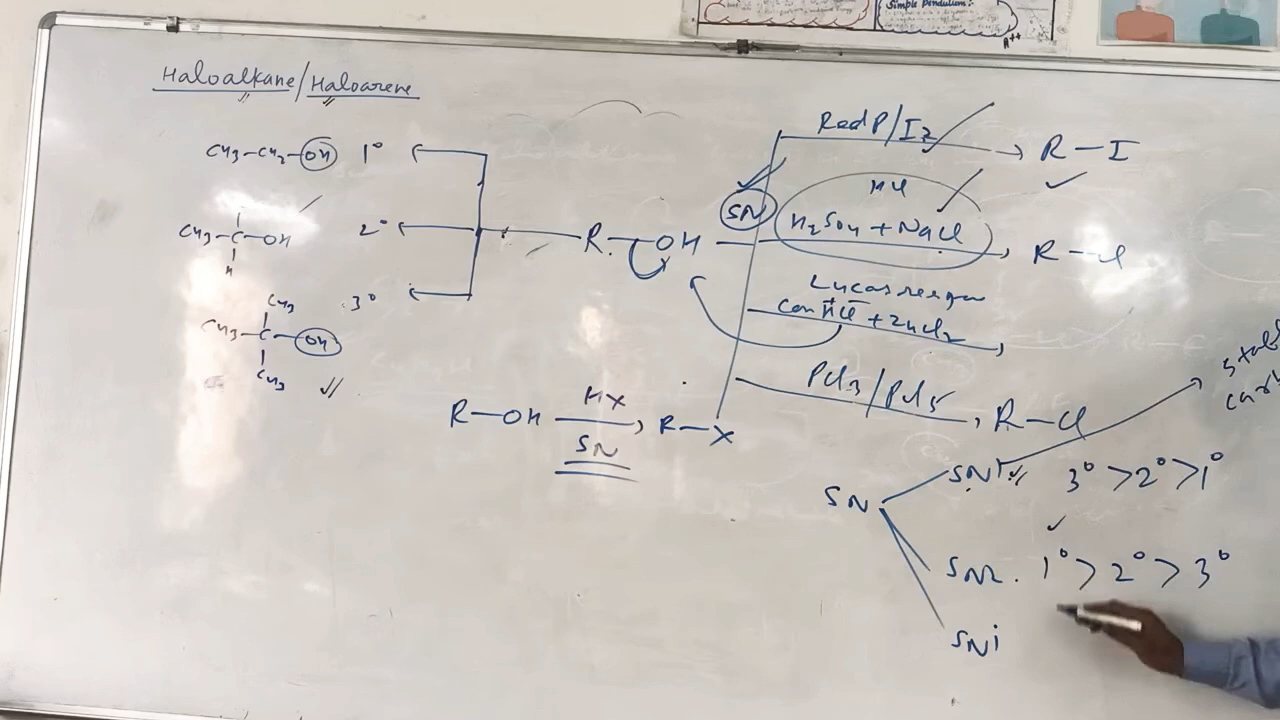 Simple Pendulum:-
A++
Haloalkane/Haloarene
CH3-CH2-OH 1°
CH3-C-OH 2°
H
CH3 3°
CH3-C-OH
CH3
R-OH
SN
Red P/I2 → R-I
HCl
H2SO4 + NaCl → R-Cl
Lucas reagen
Con HCl + ZnCl2
PCl3/PCl5 → R-Cl
R-OH HX → R-X
SN
SN
SN1 3° > 2° > 1°
SN2. 1° > 2° > 3°
SNi